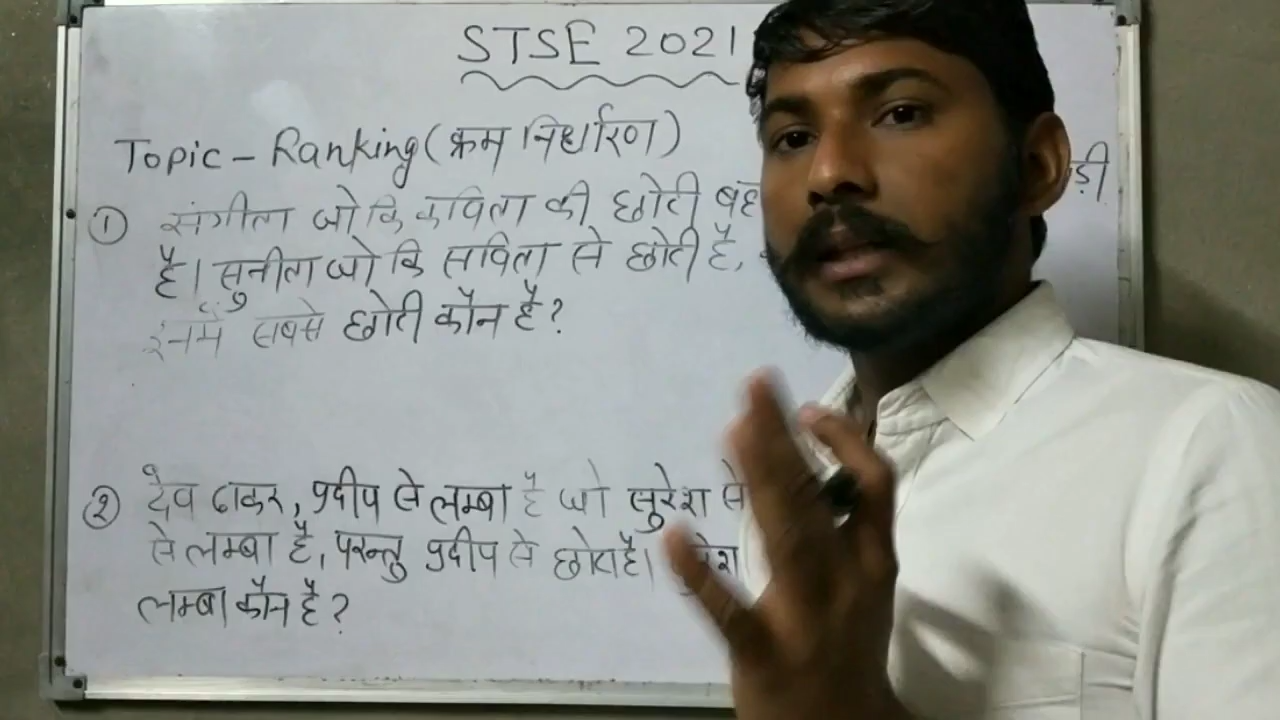 STSE 2021
Topic - Ranking (क्रम निर्धारण)
① संगीता जो कि कविता की छोटी
है। सुनीता जो कि सविता से छोटी है,
इनमें सबसे छोटी कौन है?
② देव ठाकर, प्रदीप से लम्बा है जो सुरेश से
से लम्बा है, परन्तु प्रदीप से छोटा है।
लम्बा कौन है?